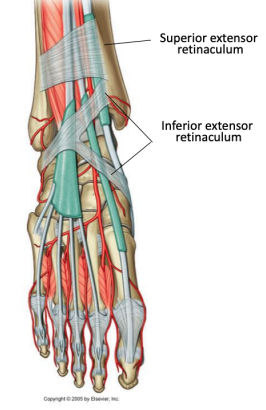 Superior extensor
retinaculum
Inferior extensor
retinaculum
Copyright © 2005 by Elsevier, Inc.